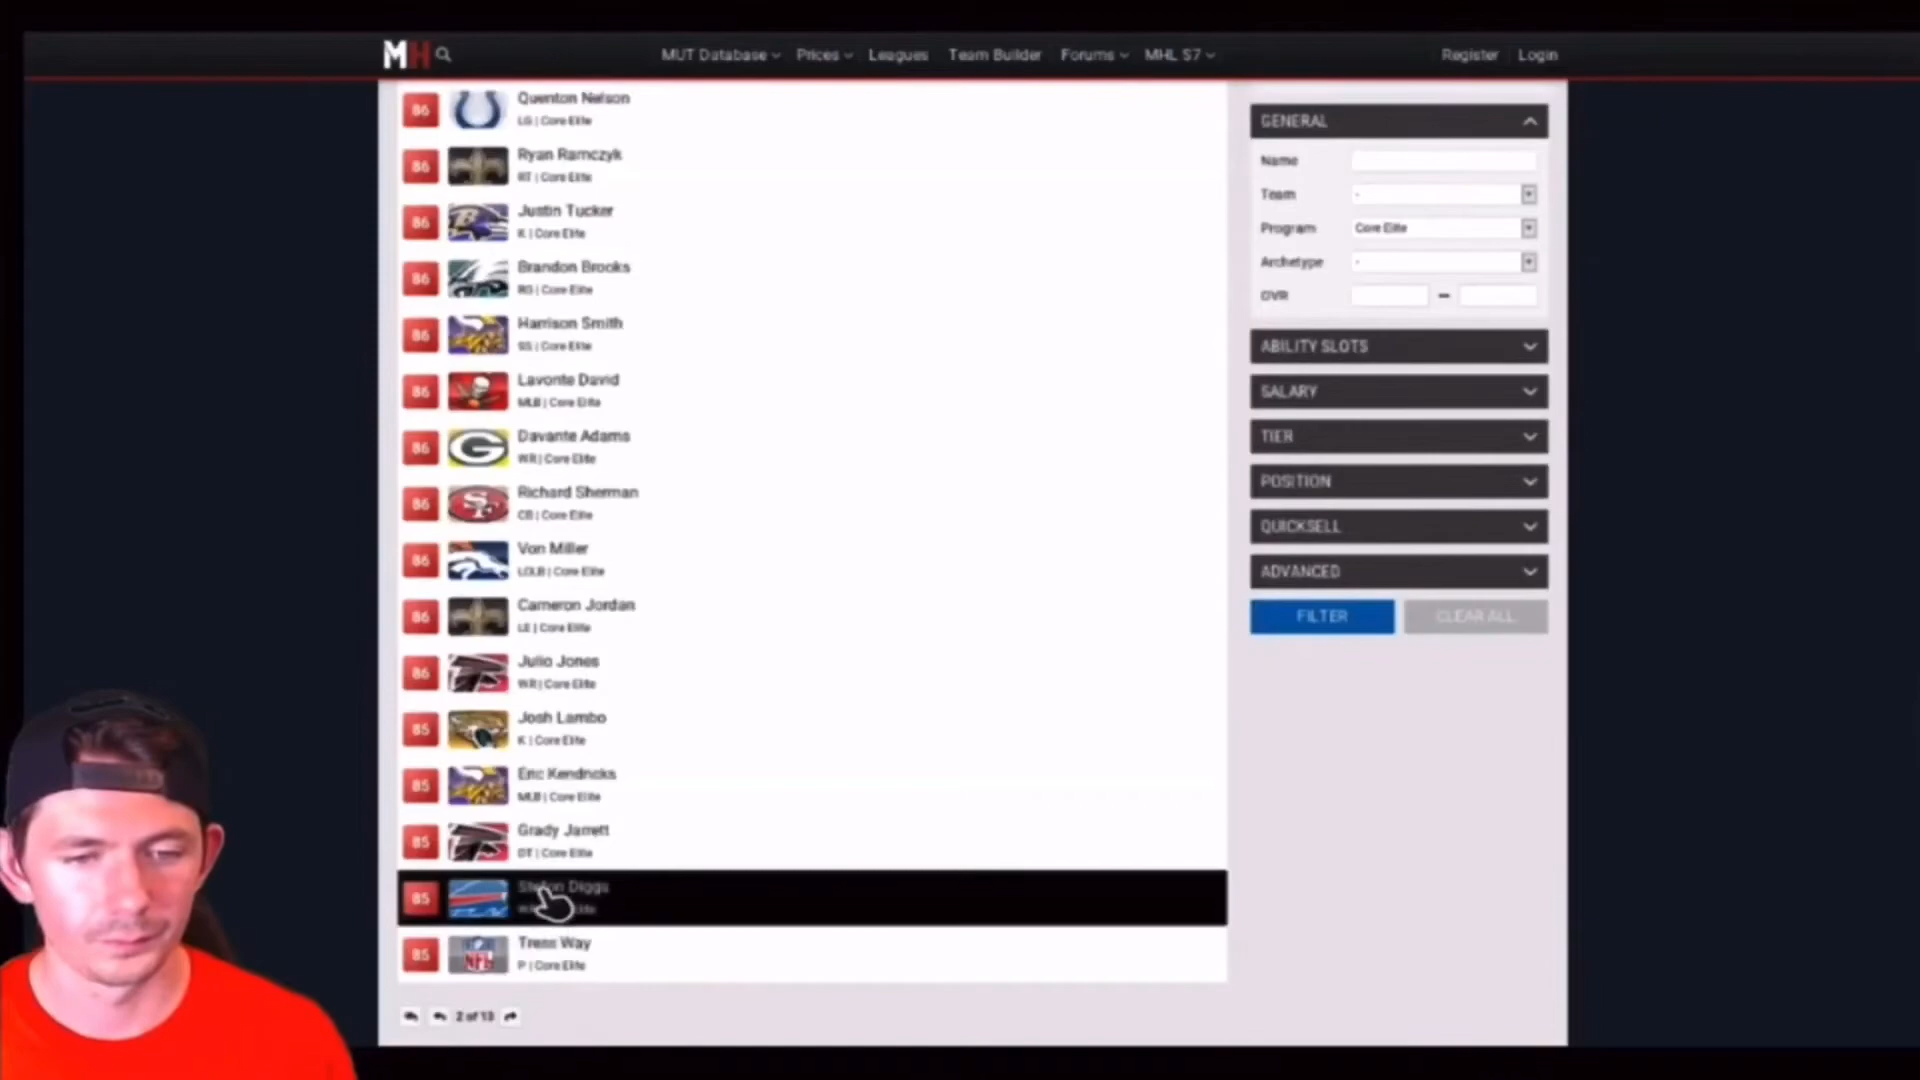 MH
MUT Database
Prices
Leagues
Team Builder
Forums
MHL S7
Register
Login
86
Quenton Nelson
LG | Core Elite
86
Ryan Ramczyk
RT | Core Elite
86
Justin Tucker
K | Core Elite
86
Brandon Brooks
RG | Core Elite
86
Harrison Smith
SS | Core Elite
86
Lavonte David
MLB | Core Elite
86
Davante Adams
WR | Core Elite
86
Richard Sherman
CB | Core Elite
86
Von Miller
LOLB | Core Elite
86
Cameron Jordan
LE | Core Elite
86
Julio Jones
WR | Core Elite
85
Josh Lambo
K | Core Elite
85
Eric Kendricks
MLB | Core Elite
85
Grady Jarrett
DT | Core Elite
85
Stefon Diggs
85
NFL
Tress Way
P | Core Elite
2 of 13
GENERAL
Name
Team
-
Program
Core Elite
Archetype
-
OVR
–
ABILITY SLOTS
SALARY
TIER
POSITION
QUICKSELL
ADVANCED
FILTER
CLEAR ALL